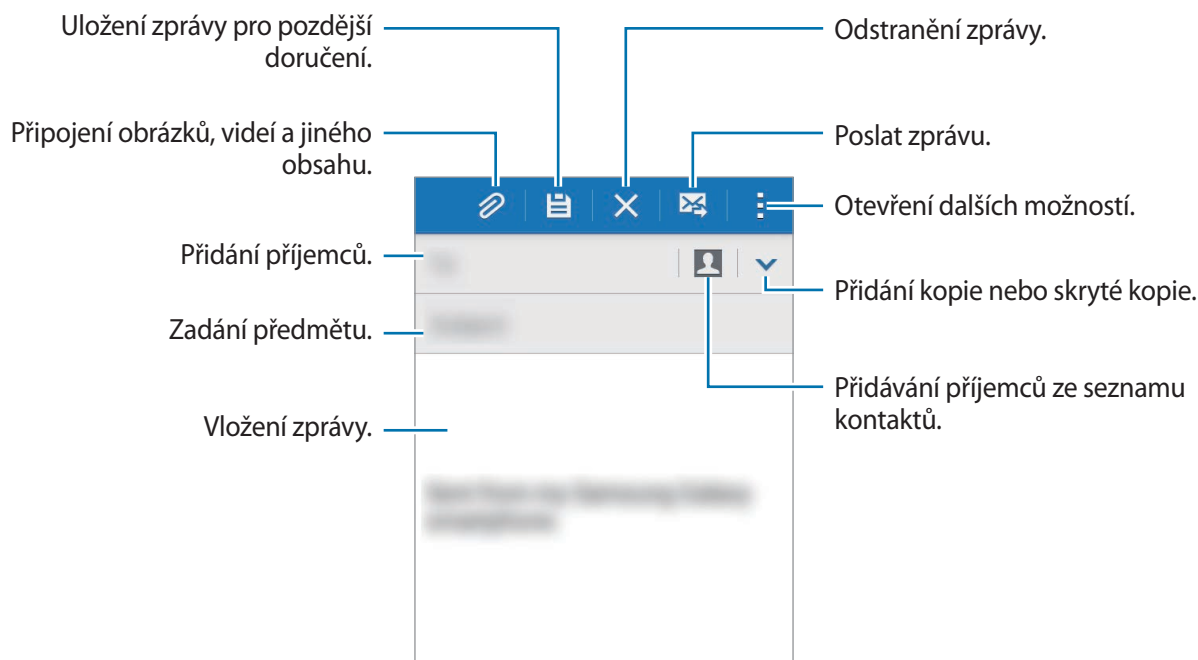 Uložení zprávy pro pozdější
doručení.
Připojení obrázků, videí a jiného
obsahu.
Přidání příjemců.
Zadání předmětu.
Vložení zprávy.
Odstranění zprávy.
Poslat zprávu.
Otevření dalších možností.
Přidání kopie nebo skryté kopie.
Přidávání příjemců ze seznamu
kontaktů.